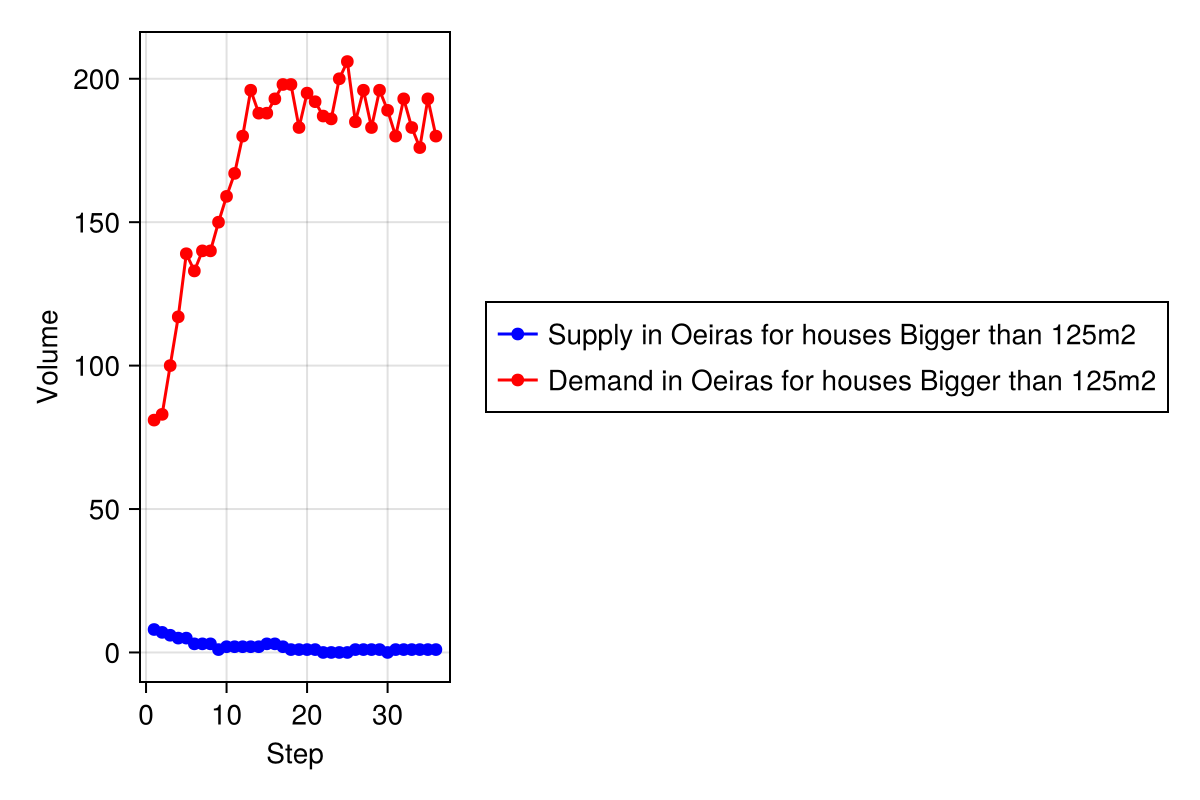 200
150
100
50
0
Volume
0 10 20 30
Step
Supply in Oeiras for houses Bigger than 125m2
Demand in Oeiras for houses Bigger than 125m2